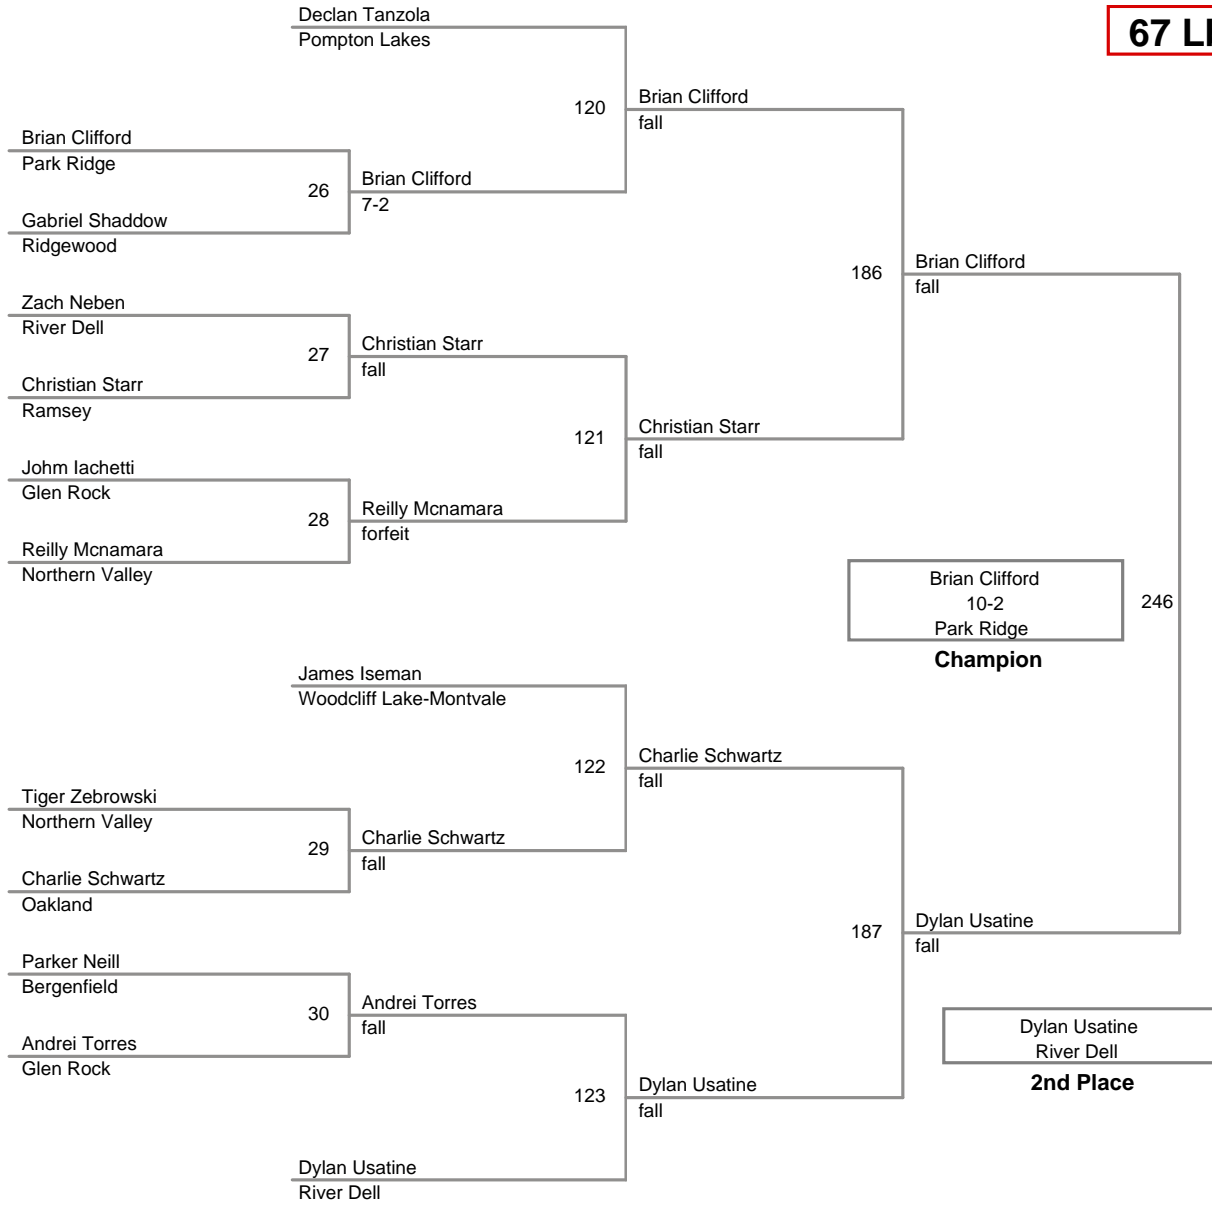 Declan Tanzola
Pompton Lakes
67 L
120
Brian Clifford
fall
Brian Clifford
Park Ridge
26
Brian Clifford
7-2
Gabriel Shaddow
Ridgewood
186
Brian Clifford
fall
Zach Neben
River Dell
27
Christian Starr
fall
Christian Starr
Ramsey
121
Christian Starr
fall
Johm Iachetti
Glen Rock
28
Reilly Mcnamara
forfeit
Reilly Mcnamara
Northern Valley
Brian Clifford
10-2
Park Ridge
246
Champion
James Iseman
Woodcliff Lake-Montvale
122
Charlie Schwartz
fall
Tiger Zebrowski
Northern Valley
29
Charlie Schwartz
fall
Charlie Schwartz
Oakland
187
Dylan Usatine
fall
Parker Neill
Bergenfield
30
Andrei Torres
fall
Andrei Torres
Glen Rock
Dylan Usatine
River Dell
2nd Place
123
Dylan Usatine
fall
Dylan Usatine
River Dell